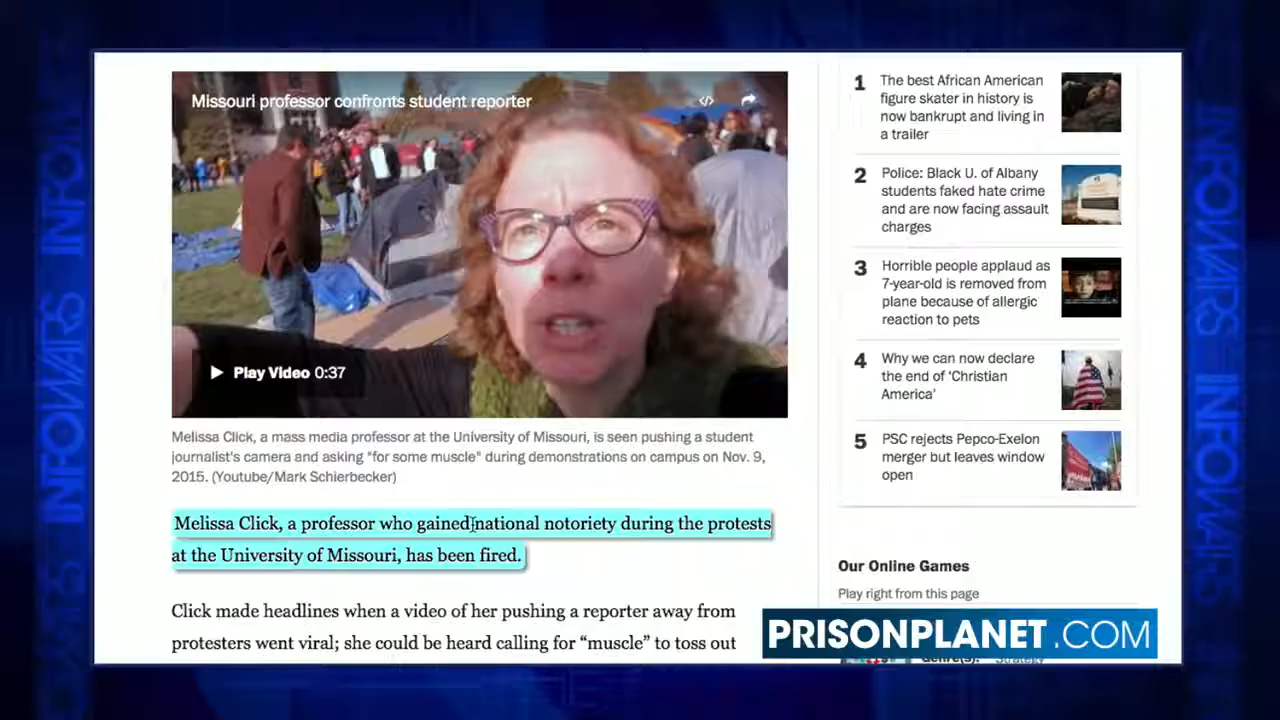 Missouri professor confronts student reporter
Play Video 0:37
Melissa Click, a mass media professor at the University of Missouri, is seen pushing a student
journalist's camera and asking "for some muscle" during demonstrations on campus on Nov. 9,
2015. (Youtube/Mark Schierbecker)
Melissa Click, a professor who gained national notoriety during the protests
at the University of Missouri, has been fired.
Click made headlines when a video of her pushing a reporter away from
protesters went viral; she could be heard calling for “muscle” to toss out
1
The best African American
figure skater in history is
now bankrupt and living in
a trailer
2
Police: Black U. of Albany
students faked hate crime
and are now facing assault
charges
3
Horrible people applaud as
7-year-old is removed from
plane because of allergic
reaction to pets
4
Why we can now declare
the end of ‘Christian
America’
5
PSC rejects Pepco-Exelon
merger but leaves window
open
Our Online Games
Play right from this page
Genre(s): Strategy
PRISONPLANET.COM
INFOWARS
INFOWARS